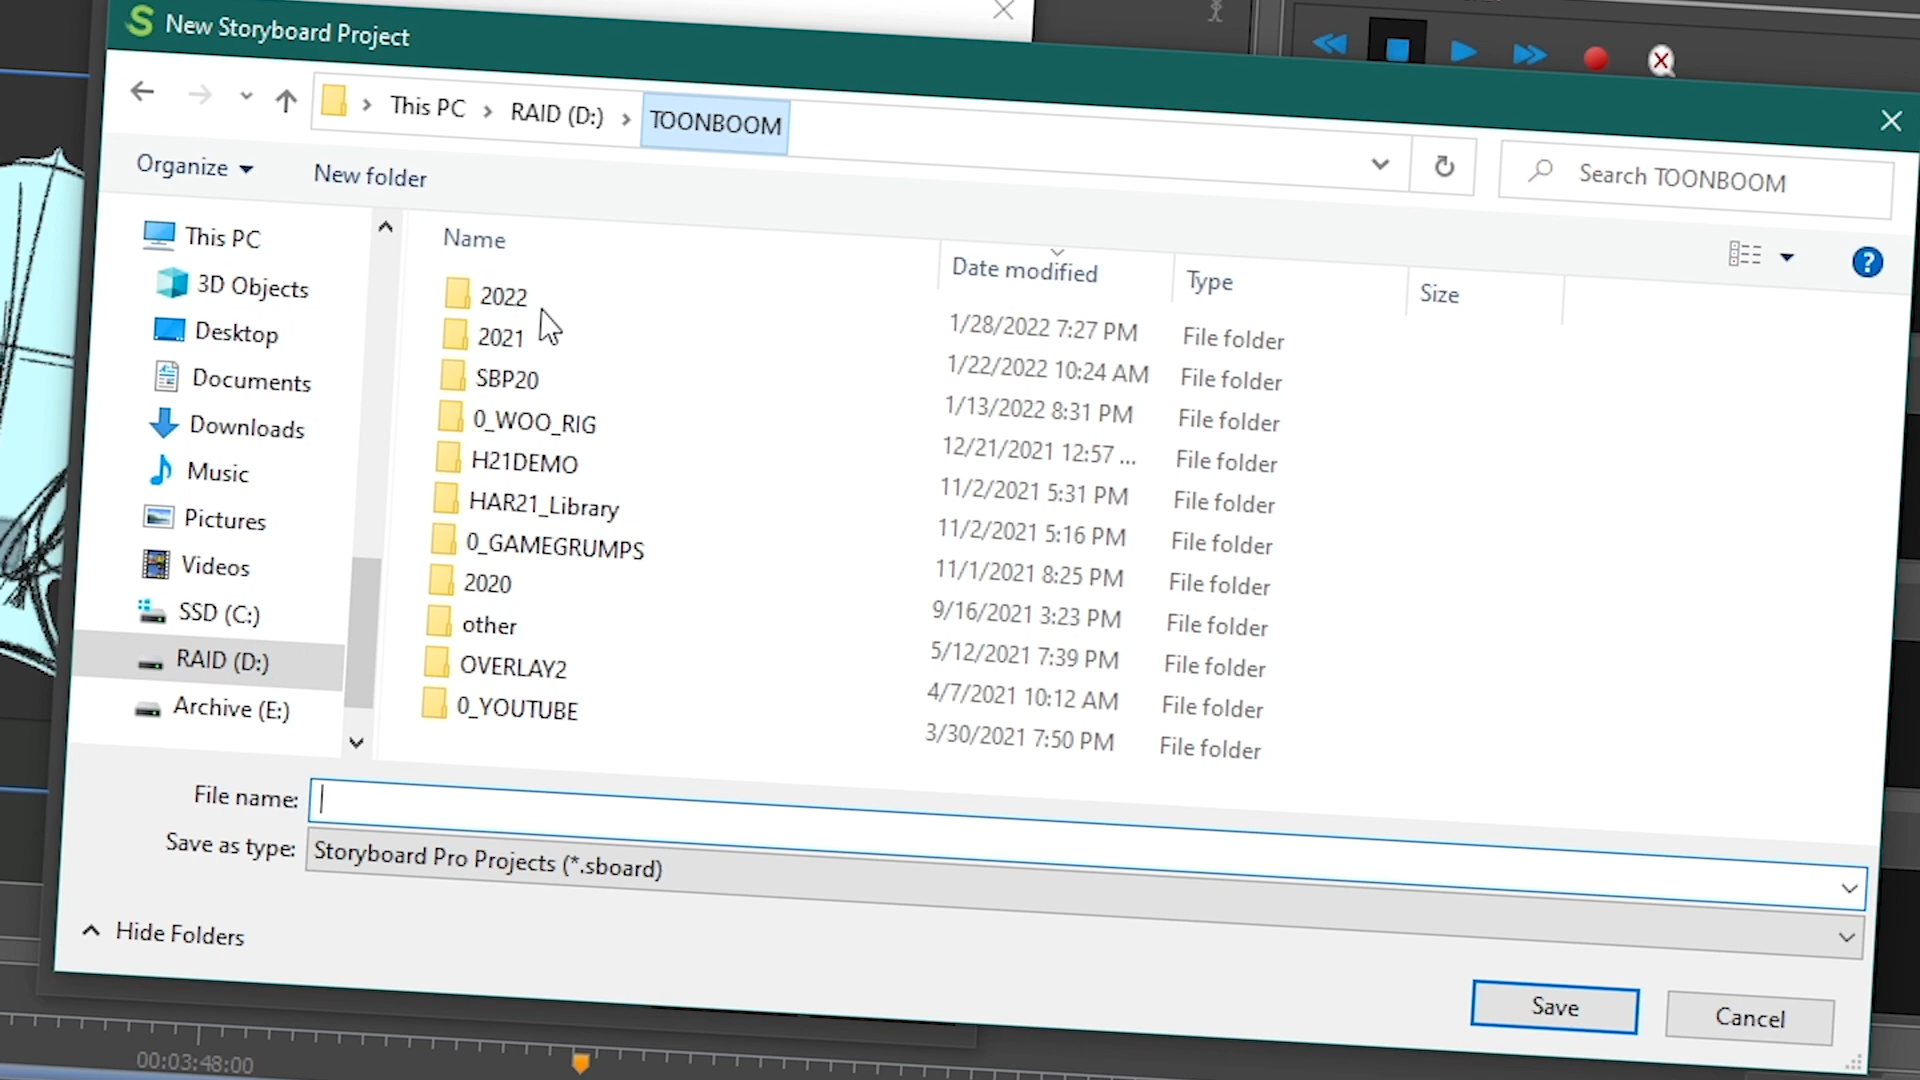 New Storyboard Project
This PC
RAID (D:)
TOONBOOM
Search TOONBOOM
Organize
New folder
This PC
3D Objects
Desktop
Documents
Downloads
Music
Pictures
Videos
SSD (C:)
RAID (D:)
Archive (E:)
Name Date modified Type Size
2022 1/28/2022 7:27 PM File folder
2021 1/22/2022 10:24 AM File folder
SBP20 1/13/2022 8:31 PM File folder
0_WOO_RIG 12/21/2021 12:57 ... File folder
H21DEMO 11/2/2021 5:31 PM File folder
HAR21_Library 11/2/2021 5:16 PM File folder
0_GAMEGRUMPS 11/1/2021 8:25 PM File folder
2020 9/16/2021 3:23 PM File folder
other 5/12/2021 7:39 PM File folder
OVERLAY2 4/7/2021 10:12 AM File folder
0_YOUTUBE 3/30/2021 7:50 PM File folder
File name:
Save as type: Storyboard Pro Projects (*.sboard)
Hide Folders
Save
Cancel
00:03:48:00